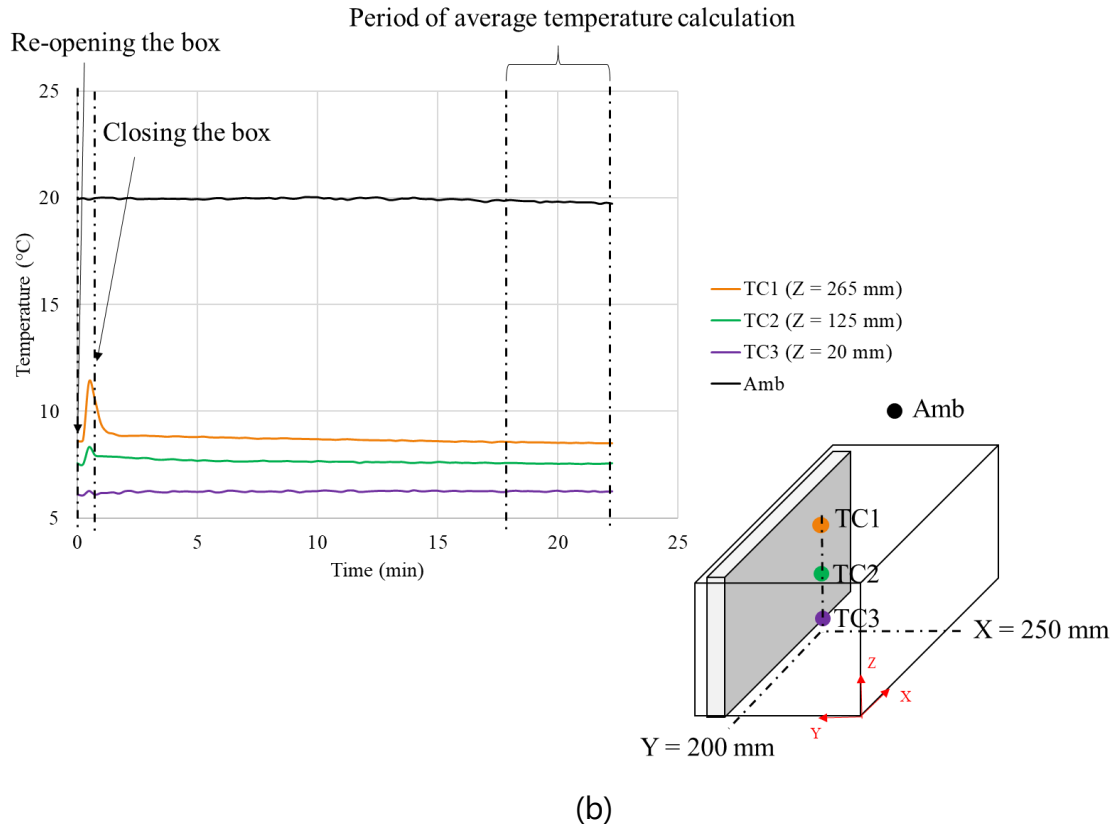 Period of average temperature calculation
Re-opening the box
Closing the box
25
20
15
10
5
0
5
10
15
20
25
Temperature (°C)
Time (min)
TC1 (Z = 265 mm)
TC2 (Z = 125 mm)
TC3 (Z = 20 mm)
Amb
Amb
TC1
TC2
TC3
X = 250 mm
Z
X
Y
Y = 200 mm
(b)